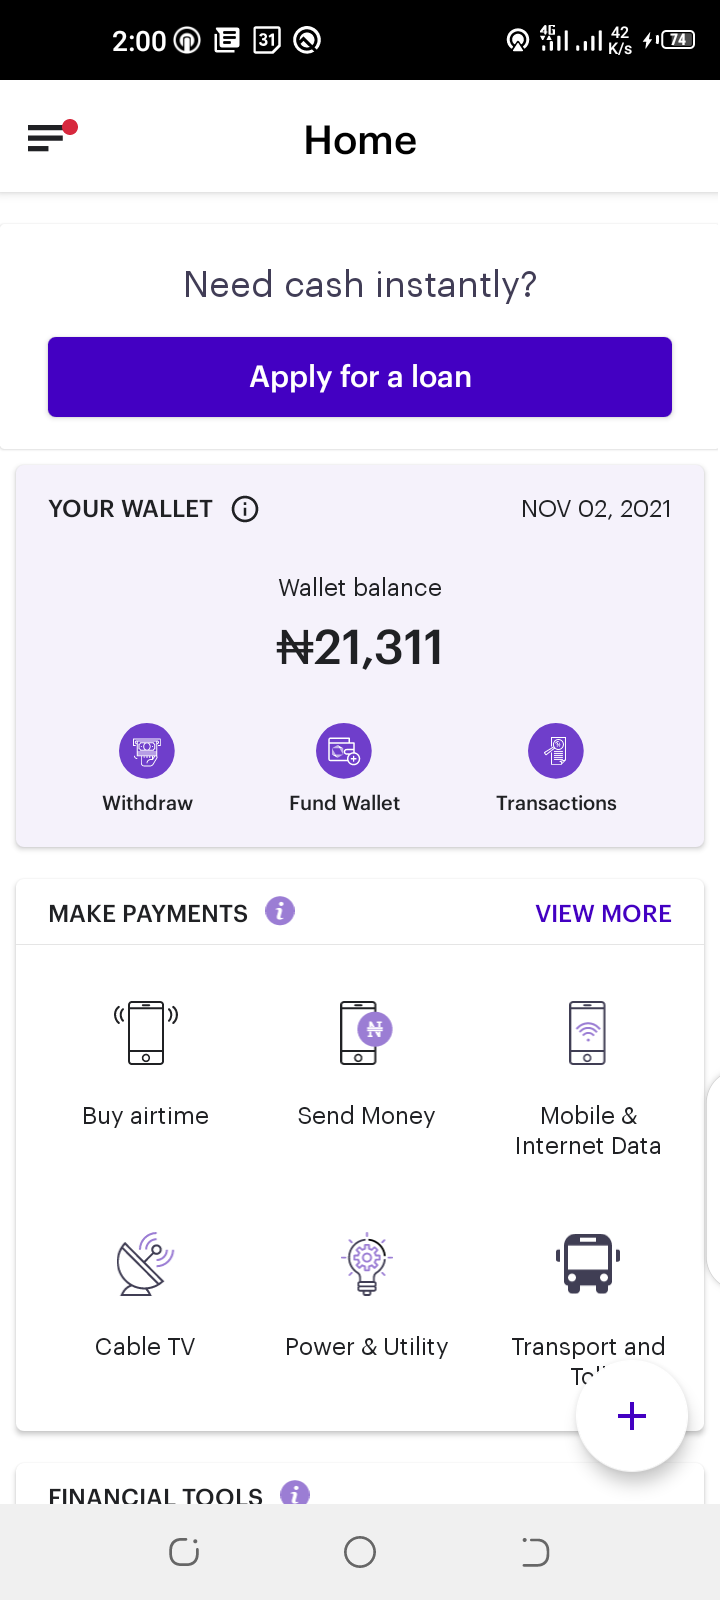 2:00
31
4G
42
K/s
74
Home
Need cash instantly?
Apply for a loan
YOUR WALLET
NOV 02, 2021
Wallet balance
₦21,311
Withdraw
Fund Wallet
Transactions
MAKE PAYMENTS
VIEW MORE
Buy airtime
Send Money
Mobile &
Internet Data
Cable TV
Power & Utility
Transport and
FINANCIAL TOOLS